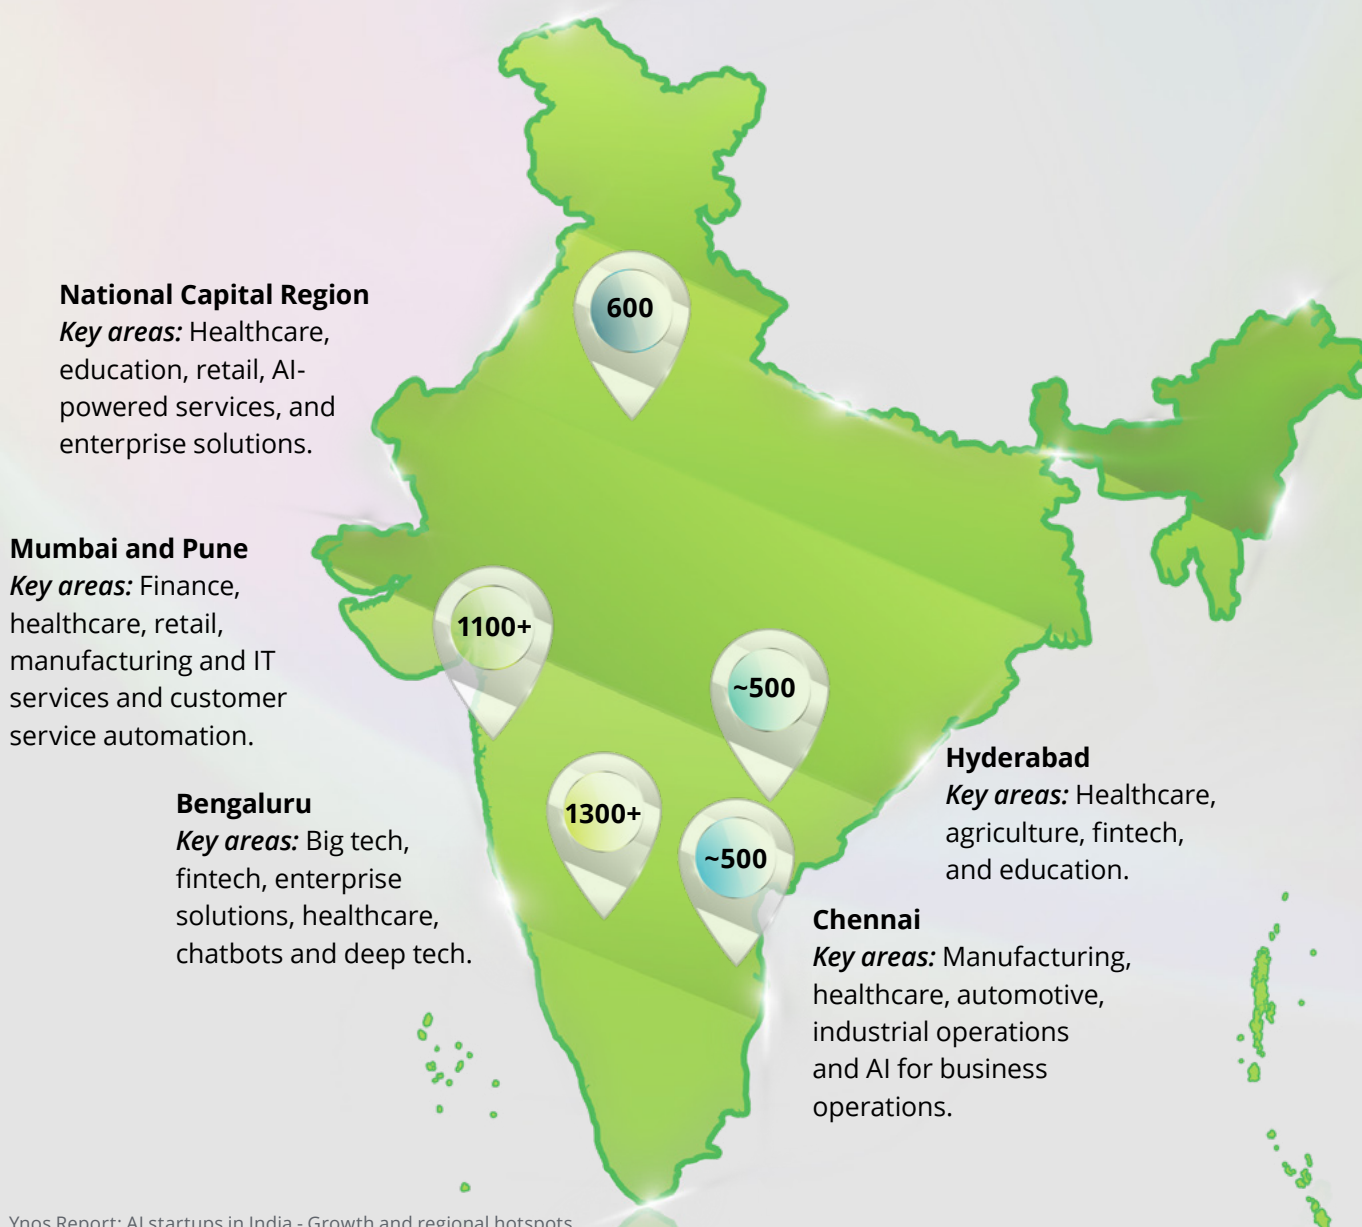 National Capital Region
Key areas: Healthcare,
education, retail, AI-
powered services, and
enterprise solutions.
600
Mumbai and Pune
Key areas: Finance,
healthcare, retail,
manufacturing and IT
services and customer
service automation.
1100+
~500
Hyderabad
Key areas: Healthcare,
agriculture, fintech,
and education.
Bengaluru
Key areas: Big tech,
fintech, enterprise
solutions, healthcare,
chatbots and deep tech.
1300+
~500
Chennai
Key areas: Manufacturing,
healthcare, automotive,
industrial operations
and AI for business
operations.
Ynos Report: AI startups in India - Growth and regional hotspots